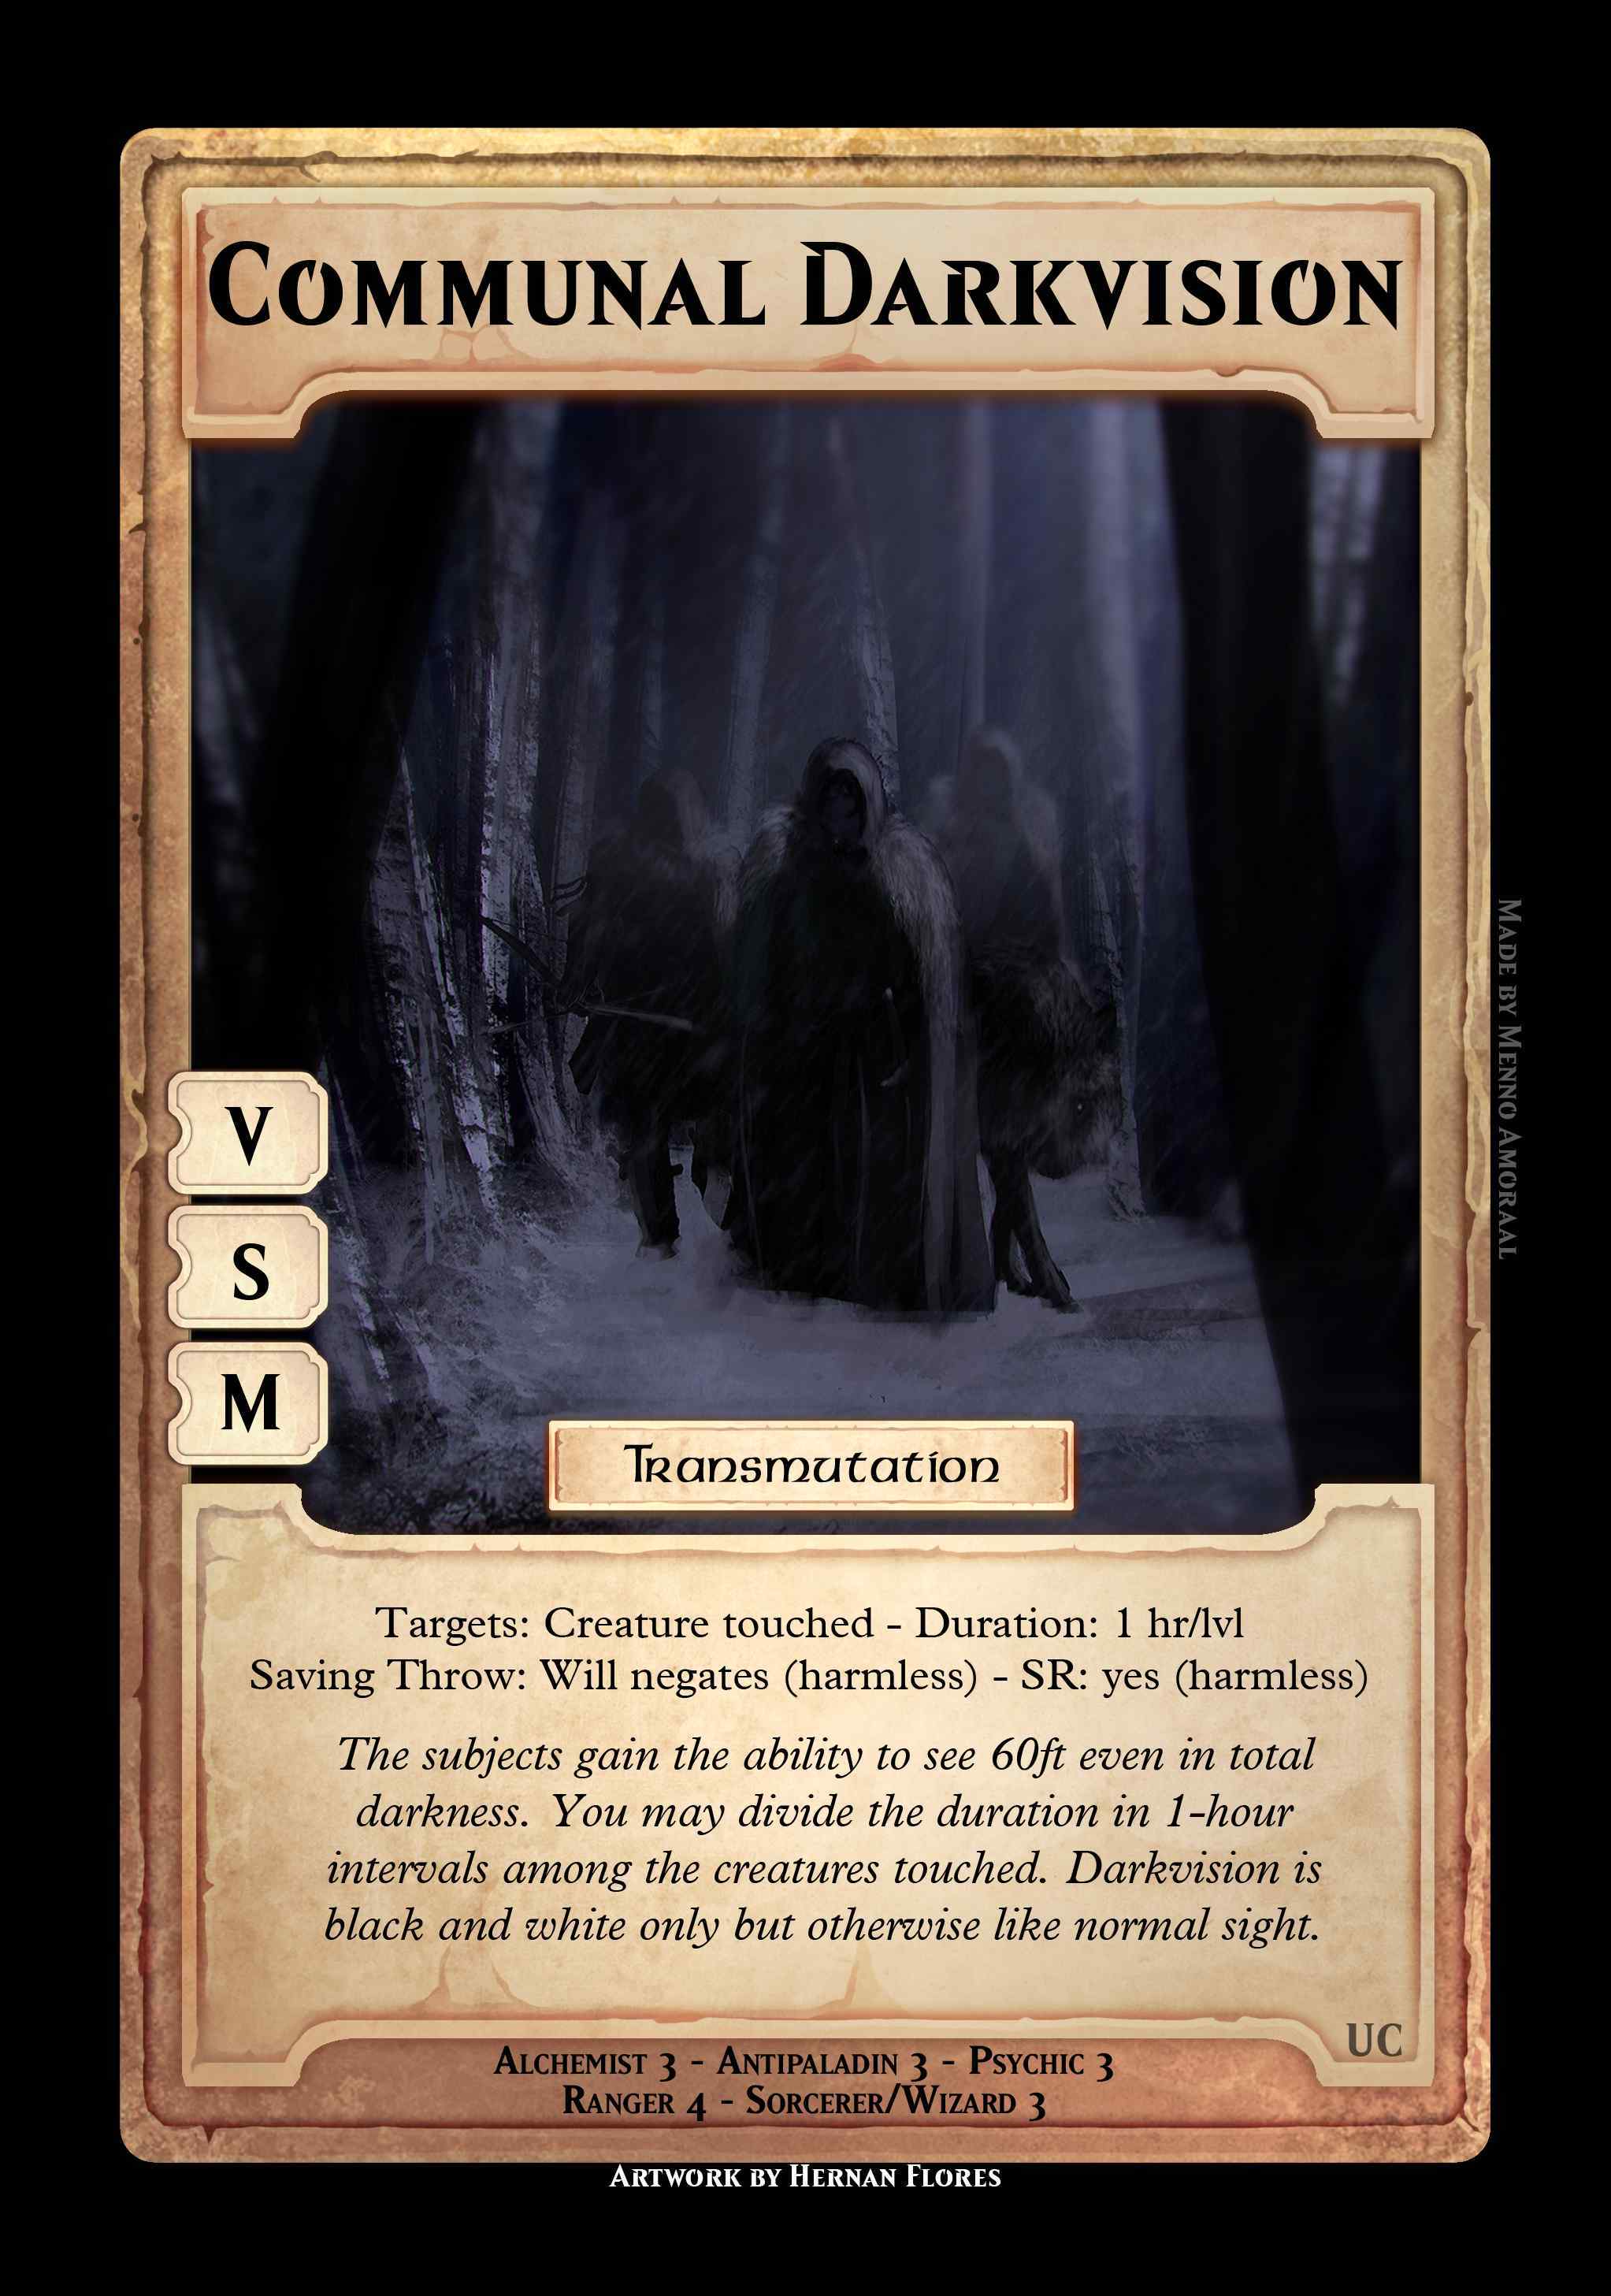 Communal Darkvision
V
S
M
Transmutation
Targets: Creature touched - Duration: 1 hr/lvl
Saving Throw: Will negates (harmless) - SR: yes (harmless)
The subjects gain the ability to see 60ft even in total
darkness. You may divide the duration in 1-hour
intervals among the creatures touched. Darkvision is
black and white only but otherwise like normal sight.
UC
Alchemist 3 - Antipaladin 3 - Psychic 3
Ranger 4 - Sorcerer/Wizard 3
Artwork by Hernan Flores
Made by Menno Amoraal